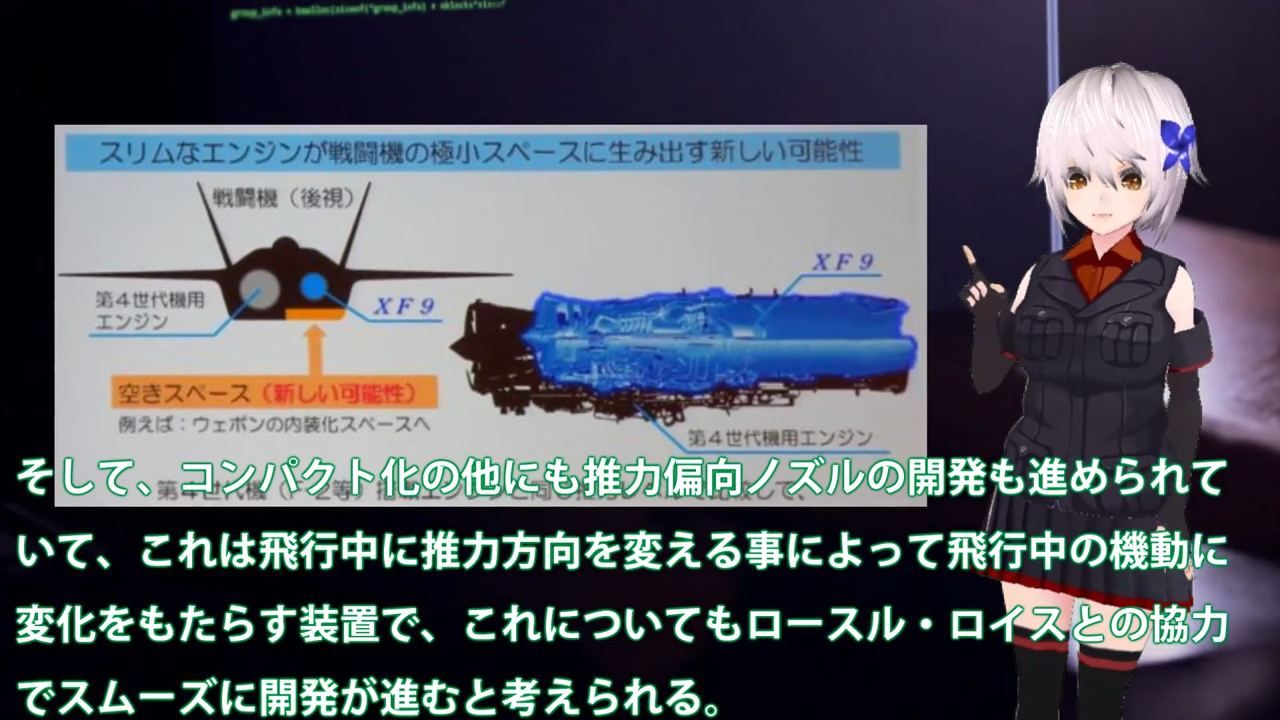 group_info = kmalloc(sizeof(*group_info) + nblocks*sizeof
スリムなエンジンが戦闘機の極小スペースに生み出す新しい可能性
戦闘機（後視）
XF9
第４世代機用
エンジン
XF9
空きスペース（新しい可能性）
例えば：ウェポンの内装化スペースへ
第４世代機用エンジン
そして、コンパクト化の他にも推力偏向ノズルの開発も進められて
いて、これは飛行中に推力方向を変える事によって飛行中の機動に
変化をもたらす装置で、これについてもロースル・ロイスとの協力
でスムーズに開発が進むと考えられる。